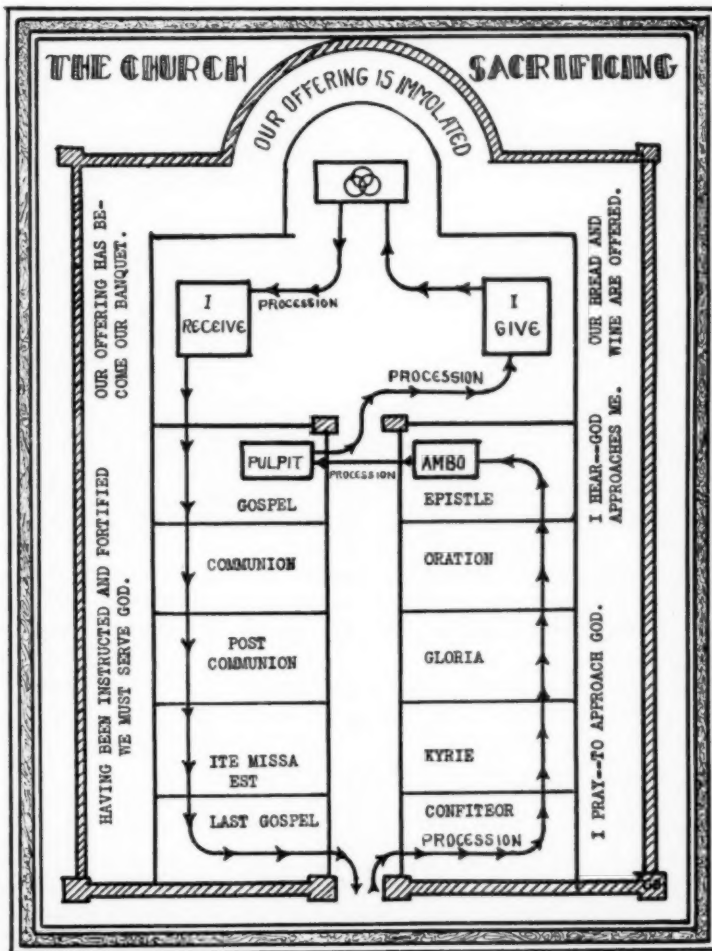 THE CHURCH SACRIFICING
OUR OFFERING IS IMMOLATED
I
RECEIVE
PROCESSION
I
GIVE
PROCESSION
PULPIT
PROCESSION
AMBO
GOSPEL
EPISTLE
COMMUNION
ORATION
POST
COMMUNION
GLORIA
ITE MISSA
EST
KYRIE
LAST GOSPEL
CONFITEOR
PROCESSION
OUR OFFERING HAS BE-
COME OUR BANQUET.
HAVING BEEN INSTRUCTED AND FORTIFIED
WE MUST SERVE GOD.
I PRAY--TO APPROACH GOD.
I HEAR--GOD
APPROACHES ME.
OUR BREAD AND
WINE ARE OFFERED.